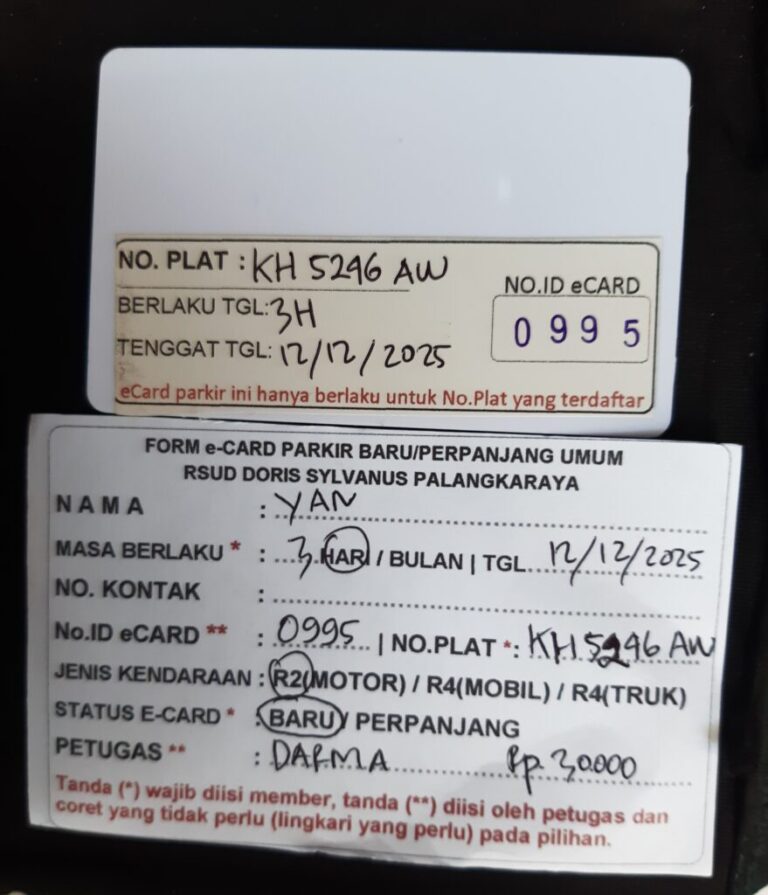 NO. PLAT : KH 5296 AW
NO.ID eCARD
BERLAKU TGL: 3H
0995
TENGGAT TGL: 12/12/2025
eCard parkir ini hanya berlaku untuk No.Plat yang terdaftar
FORM e-CARD PARKIR BARU/PERPANJANG UMUM
RSUD DORIS SYLVANUS PALANGKARAYA
NAMA : YAN
MASA BERLAKU * : 3 HARI / BULAN | TGL 12/12/2025
NO. KONTAK :
No.ID eCARD ** : 0995 | NO.PLAT *: KH 5296 AW
JENIS KENDARAAN : R2(MOTOR) / R4(MOBIL) / R4(TRUK)
STATUS E-CARD * : BARU / PERPANJANG
PETUGAS ** : DARMA Rp. 30.000
Tanda (*) wajib diisi member, tanda (**) diisi oleh petugas dan
coret yang tidak perlu (lingkari yang perlu) pada pilihan.